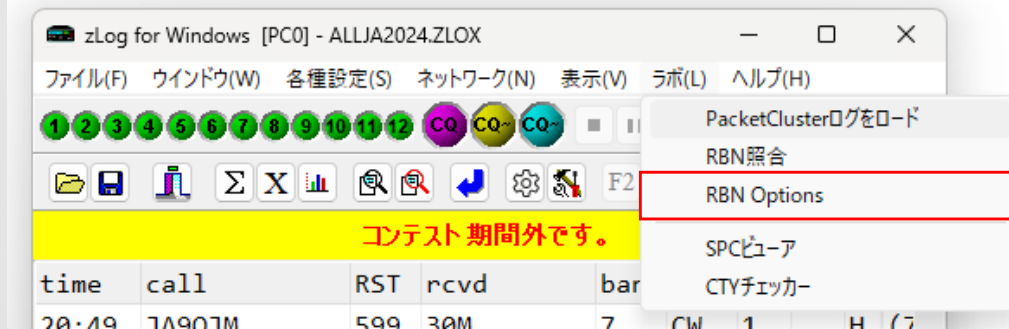 zLog for Windows [PC0] - ALLJA2024.ZLOX
ファイル(F) ウインドウ(W) 各種設定(S) ネットワーク(N) 表示(V) ラボ(L) ヘルプ(H)
1 2 3 4 5 6 7 8 9 10 11 12 CQ CQ~ CQ~
PacketClusterログをロード
RBN照合
RBN Options
SPCビューア
CTYチェッカー
Σ X F2
コンテスト期間外です。
time call RST rcvd bar
20:49 JA9QJM 599 30M 7 CW 1 H (7